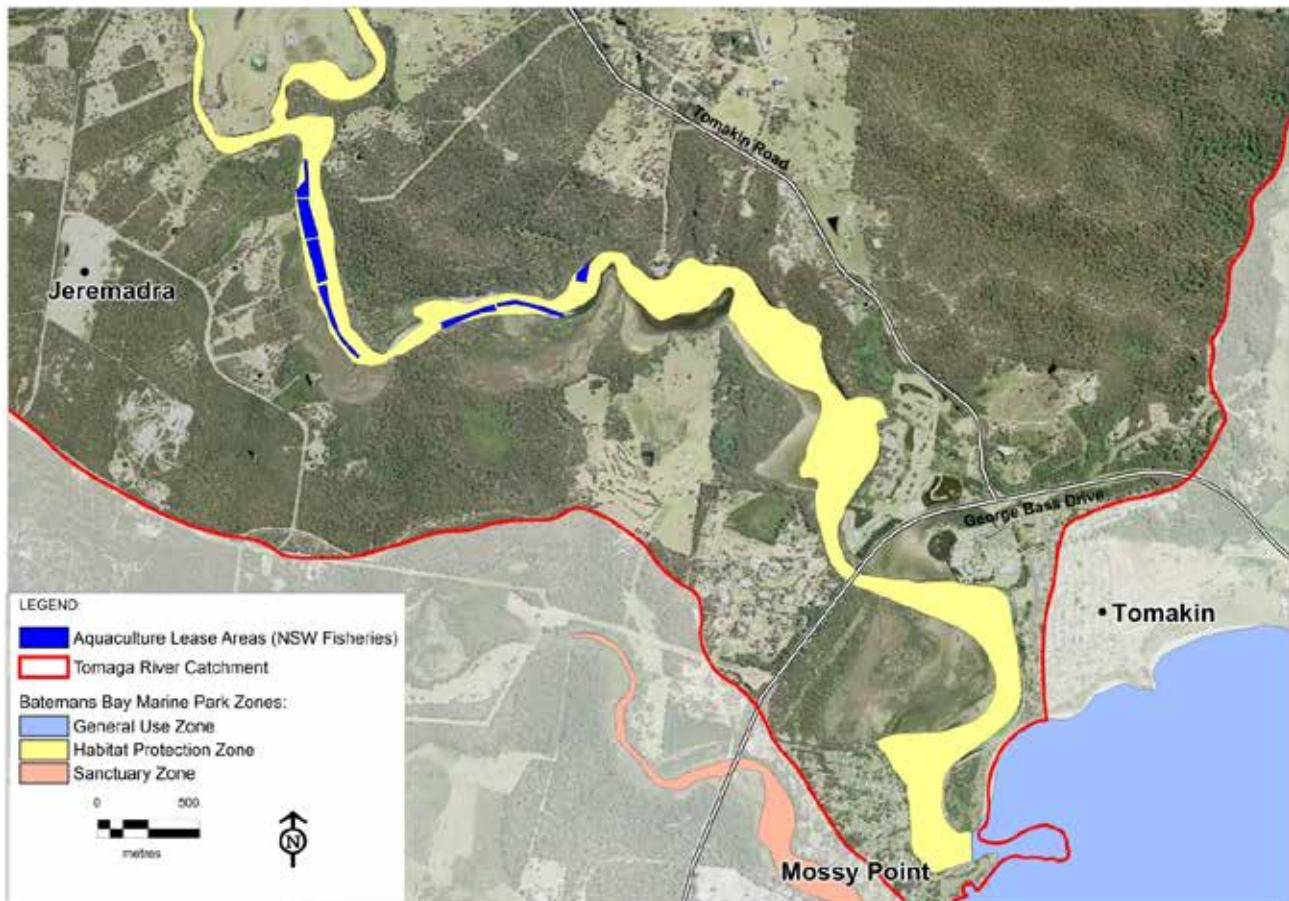 Tomakin Road
Jeremadra
George Bass Drive
Tomakin
LEGEND:
Aquaculture Lease Areas (NSW Fisheries)
Tomaga River Catchment
Batemans Bay Marine Park Zones:
General Use Zone
Habitat Protection Zone
Sanctuary Zone
0 500
metres
N
Mossy Point